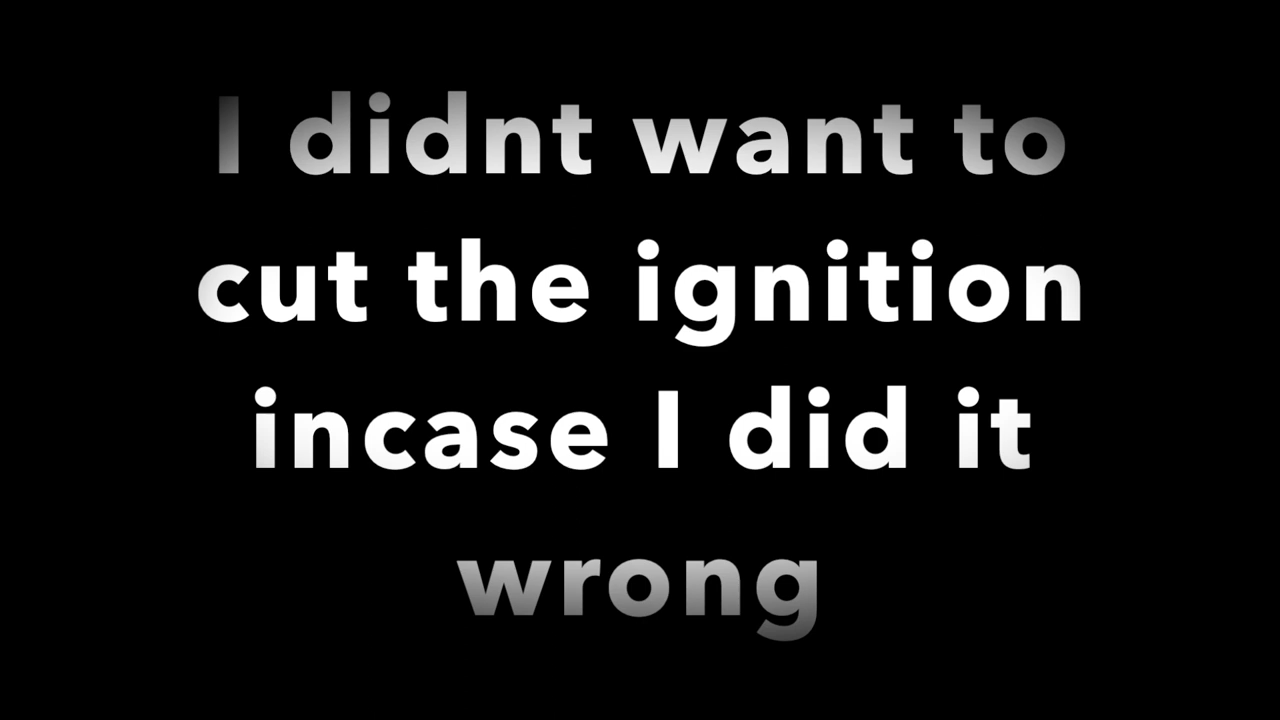 I didnt want to
cut the ignition
incase I did it
wrong